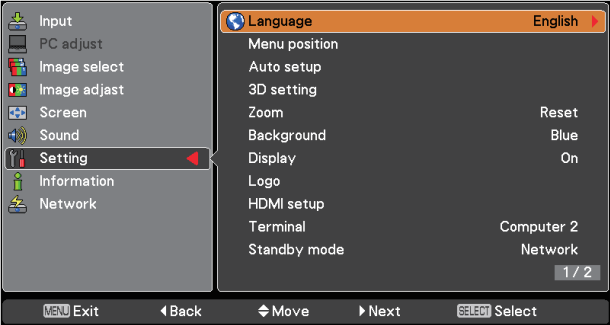 Input
PC adjust
Image select
Image adjast
Screen
Sound
Setting
Information
Network
Language English
Menu position
Auto setup
3D setting
Zoom Reset
Background Blue
Display On
Logo
HDMI setup
Terminal Computer 2
Standby mode Network
1 / 2
MENU Exit Back Move Next SELECT Select